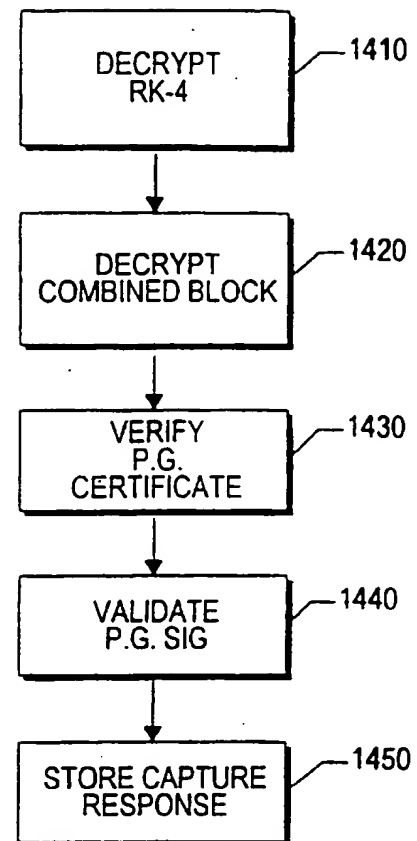 DECRYPT
RK-4
1410
DECRYPT
COMBINED BLOCK
1420
VERIFY
P.G.
CERTIFICATE
1430
VALIDATE
P.G. SIG
1440
STORE CAPTURE
RESPONSE
1450